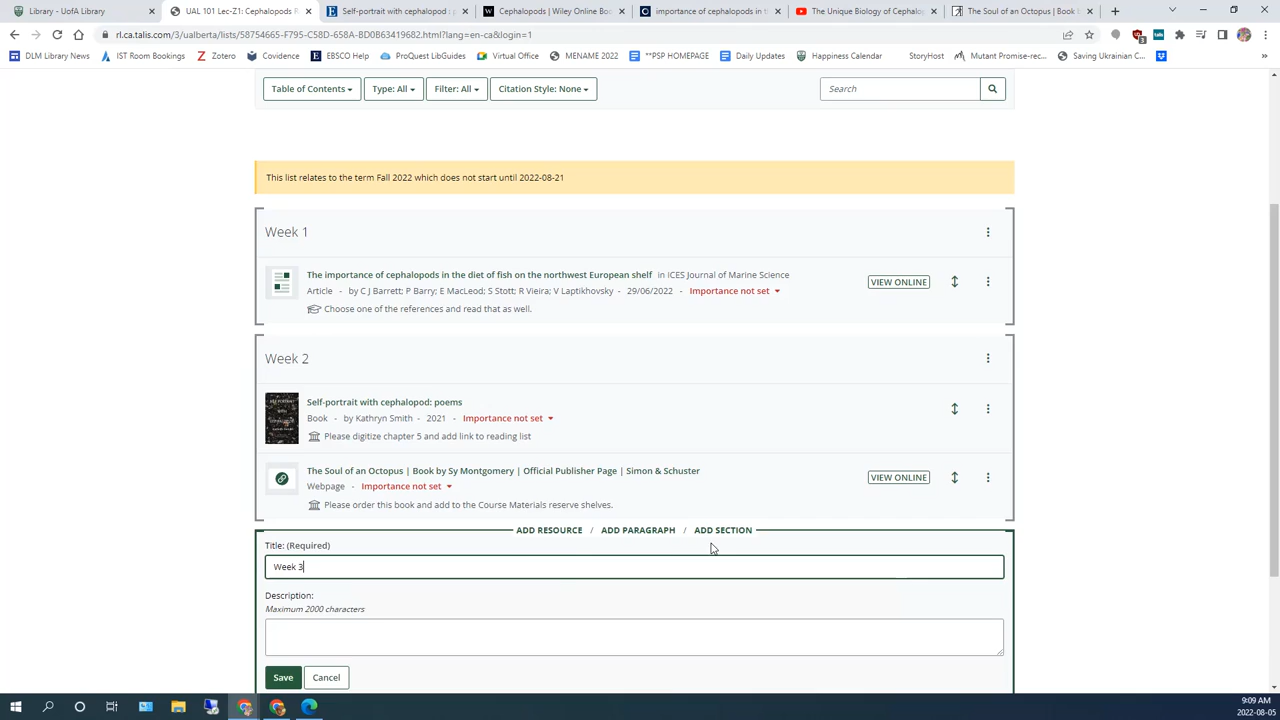 Library - UofA Library
UAL 101 Lec-Z1: Cephalopods R
Self-portrait with cephalopod : p
Cephalopods | Wiley Online Boo
importance of cephalopods in th
The Unique Biology of Cephalop
The Soul of an Octopus | Book b
rl.ca.talis.com/3/ualberta/lists/58754665-F795-C58D-658A-BD0B63419682.html?lang=en-ca&login=1
DLM Library News
IST Room Bookings
Zotero
Covidence
EBSCO Help
ProQuest LibGuides
Virtual Office
MENAME 2022
**PSP HOMEPAGE
Daily Updates
Happiness Calendar
StoryHost
Mutant Promise-rec...
Saving Ukrainian C...
»
Table of Contents
Type: All
Filter: All
Citation Style: None
Search
This list relates to the term Fall 2022 which does not start until 2022-08-21
Week 1
The importance of cephalopods in the diet of fish on the northwest European shelf in ICES Journal of Marine Science
Article - by C J Barrett; P Barry; E MacLeod; S Stott; R Vieira; V Laptikhovsky - 29/06/2022 - Importance not set
VIEW ONLINE
Choose one of the references and read that as well.
Week 2
Self-portrait with cephalopod: poems
Book - by Kathryn Smith - 2021 - Importance not set
Please digitize chapter 5 and add link to reading list
The Soul of an Octopus | Book by Sy Montgomery | Official Publisher Page | Simon & Schuster
Webpage - Importance not set
VIEW ONLINE
Please order this book and add to the Course Materials reserve shelves.
ADD RESOURCE / ADD PARAGRAPH / ADD SECTION
Title: (Required)
Week 3
Description:
Maximum 2000 characters
Save
Cancel
9:09 AM
2022-08-05